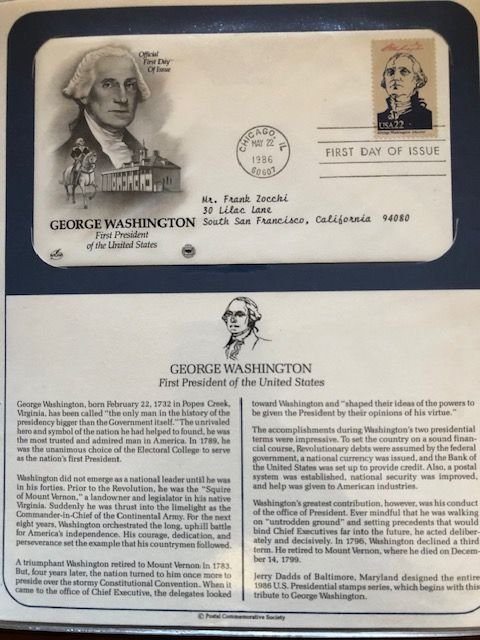 Official
First Day
Of Issue
CHICAGO, IL
MAY 22
1986
60607
USA 22
FIRST DAY OF ISSUE
Mr. Frank Zocchi
30 Lilac Lane
South San Francisco, California 94080
GEORGE WASHINGTON
First President
of the United States
GEORGE WASHINGTON
First President of the United States
George Washington, born February 22, 1732 in Popes Creek,
Virginia, has been called "the only man in the history of the
presidency bigger than the Government itself." The unrivaled
hero and symbol of the nation he had helped to found, he was
the most trusted and admired man in America. In 1789, he
was the unanimous choice of the Electoral College to serve
as the nation's first President.
Washington did not emerge as a national leader until he was
in his forties. Prior to the Revolution, he was the "Squire
of Mount Vernon," a landowner and legislator in his native
Virginia. Suddenly he was thrust into the limelight as the
Commander-in-Chief of the Continental Army. For the next
eight years, Washington orchestrated the long, uphill battle
for America's independence. His courage, dedication, and
perseverance set the example that his countrymen followed.
A triumphant Washington retired to Mount Vernon in 1783.
But, four years later, the nation turned to him once more to
preside over the stormy Constitutional Convention. When it
came to the office of Chief Executive, the delegates looked
toward Washington and "shaped their ideas of the powers to
be given the President by their opinions of his virtue."
The accomplishments during Washington's two presidential
terms were impressive. To set the country on a sound finan-
cial course, Revolutionary debts were assumed by the federal
government, a national currency was issued, and the Bank of
the United States was set up to provide credit. Also, a postal
system was established, national security was improved,
and help was given to American industries.
Washington's greatest contribution, however, was his conduct
of the office of President. Ever mindful that he was walking
on "untrodden ground" and setting precedents that would
bind Chief Executives far into the future, he acted deliber-
ately and decisively. In 1796, Washington declined a third
term. He retired to Mount Vernon, where he died on Decem-
ber 14, 1799.
Jerry Dadds of Baltimore, Maryland designed the entire
1986 U.S. Presidential stamps series, which begins with this
tribute to George Washington.
© Postal Commemorative Society